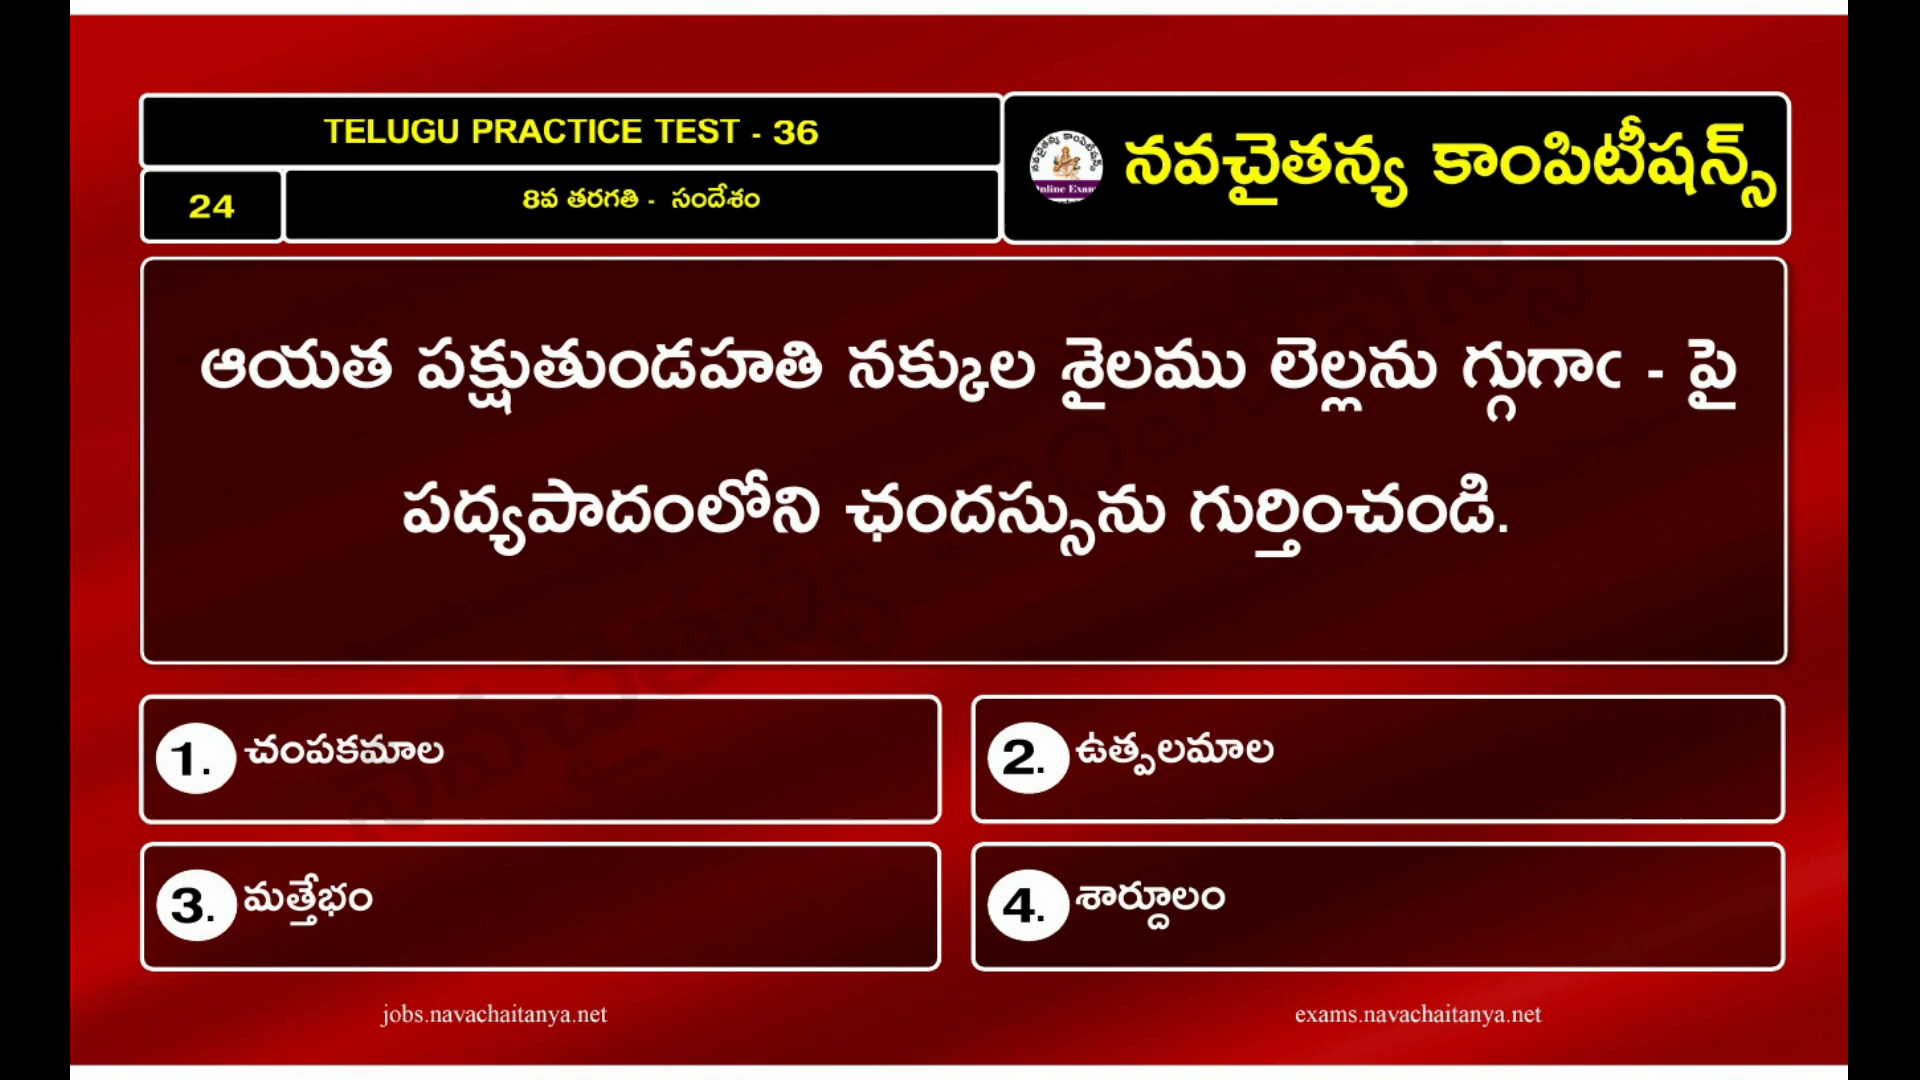 TELUGU PRACTICE TEST - 36
నవచైతన్య కాంపిటీషన్స్
24
8వ తరగతి - సందేశం
ఆయత పక్షుతుండహతి నక్కుల శైలము లెల్లను గ్గుగాఁ - పై
పద్యపాదంలోని ఛందస్సును గుర్తించండి.
1. చంపకమాల
2. ఉత్పలమాల
3. మత్తేభం
4. శార్దూలం
jobs.navachaitanya.net
exams.navachaitanya.net